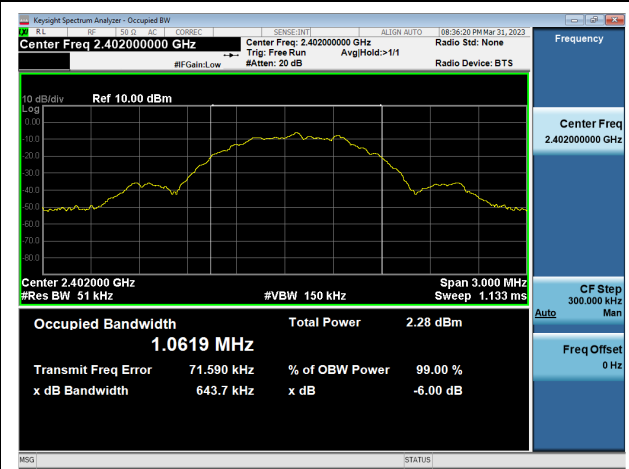 Keysight Spectrum Analyzer - Occupied BW
LXI RL RF 50 Ω AC CORREC SENSE:INT ALIGN AUTO 08:36:20 PM Mar 31, 2023
Center Freq 2.402000000 GHz
Center Freq: 2.402000000 GHz
Radio Std: None
Trig: Free Run Avg|Hold:>1/1
#IFGain:Low
#Atten: 20 dB
Radio Device: BTS
Frequency
10 dB/div Ref 10.00 dBm
Log
0.00
-10.0
-20.0
-30.0
-40.0
-50.0
-60.0
-70.0
-80.0
Center 2.402000 GHz
Span 3.000 MHz
#Res BW 51 kHz
#VBW 150 kHz
Sweep 1.133 ms
Center Freq
2.402000000 GHz
CF Step
300.000 kHz
Auto Man
Freq Offset
0 Hz
Occupied Bandwidth
Total Power 2.28 dBm
1.0619 MHz
Transmit Freq Error 71.590 kHz
% of OBW Power 99.00 %
x dB Bandwidth 643.7 kHz
x dB -6.00 dB
MSG
STATUS